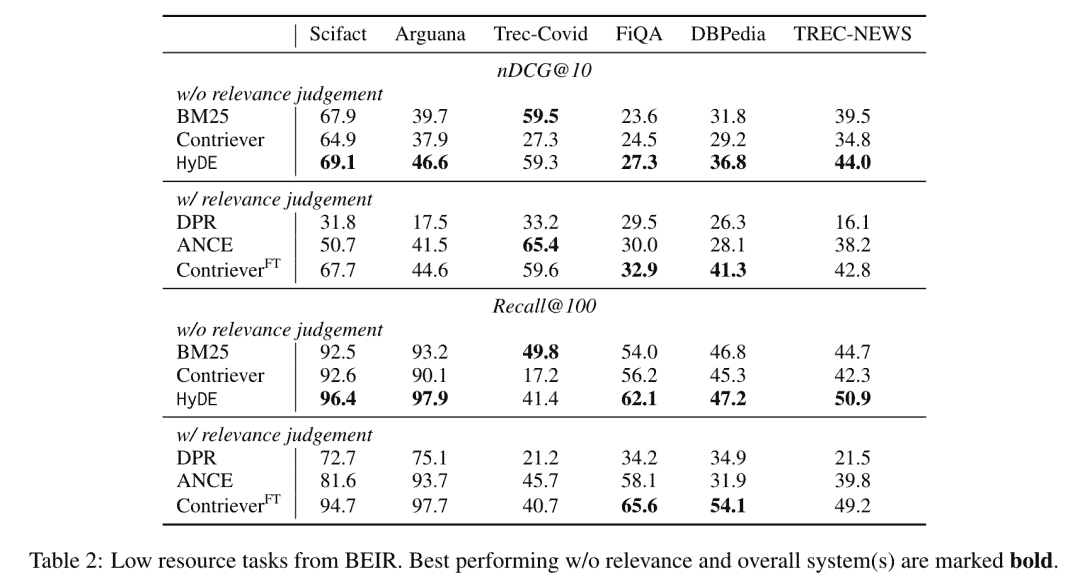 Scifact Arguana Trec-Covid FiQA DBPedia TREC-NEWS
nDCG@10
w/o relevance judgement
BM25 67.9 39.7 59.5 23.6 31.8 39.5
Contriever 64.9 37.9 27.3 24.5 29.2 34.8
HyDE 69.1 46.6 59.3 27.3 36.8 44.0
w/ relevance judgement
DPR 31.8 17.5 33.2 29.5 26.3 16.1
ANCE 50.7 41.5 65.4 30.0 28.1 38.2
Contriever^FT 67.7 44.6 59.6 32.9 41.3 42.8
Recall@100
w/o relevance judgement
BM25 92.5 93.2 49.8 54.0 46.8 44.7
Contriever 92.6 90.1 17.2 56.2 45.3 42.3
HyDE 96.4 97.9 41.4 62.1 47.2 50.9
w/ relevance judgement
DPR 72.7 75.1 21.2 34.2 34.9 21.5
ANCE 81.6 93.7 45.7 58.1 31.9 39.8
Contriever^FT 94.7 97.7 40.7 65.6 54.1 49.2
Table 2: Low resource tasks from BEIR. Best performing w/o relevance and overall system(s) are marked bold.